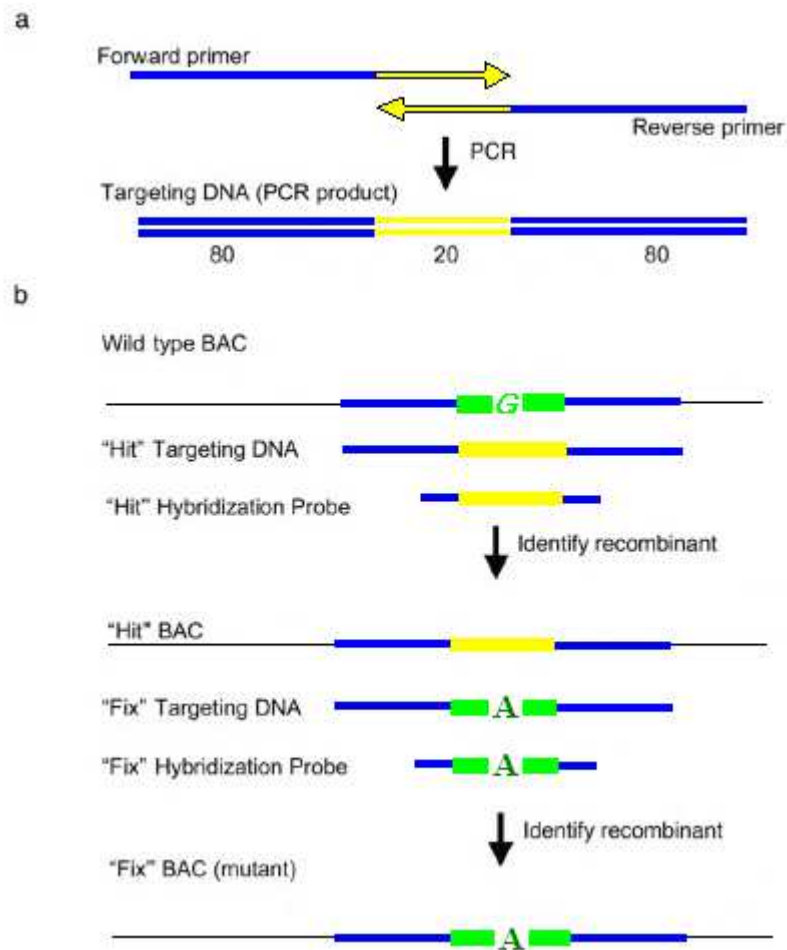 a
Forward primer
Reverse primer
PCR
Targeting DNA (PCR product)
80 20 80
b
Wild type BAC
G
"Hit" Targeting DNA
"Hit" Hybridization Probe
Identify recombinant
"Hit" BAC
"Fix" Targeting DNA
A
"Fix" Hybridization Probe
A
Identify recombinant
"Fix" BAC (mutant)
A